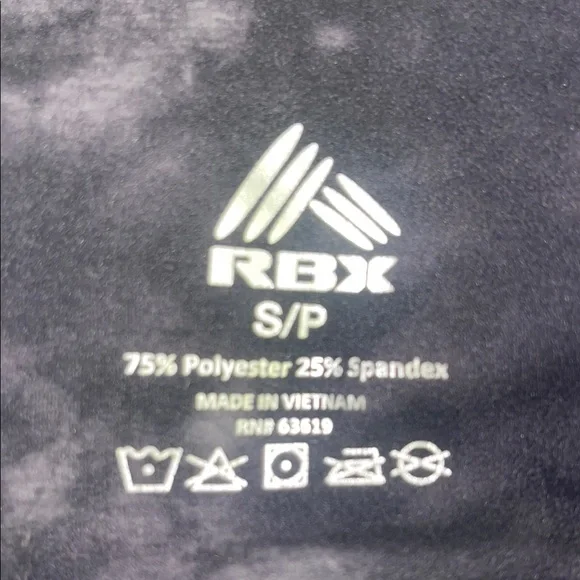 RBX
S/P
75% Polyester 25% Spandex
MADE IN VIETNAM
RN# 63619